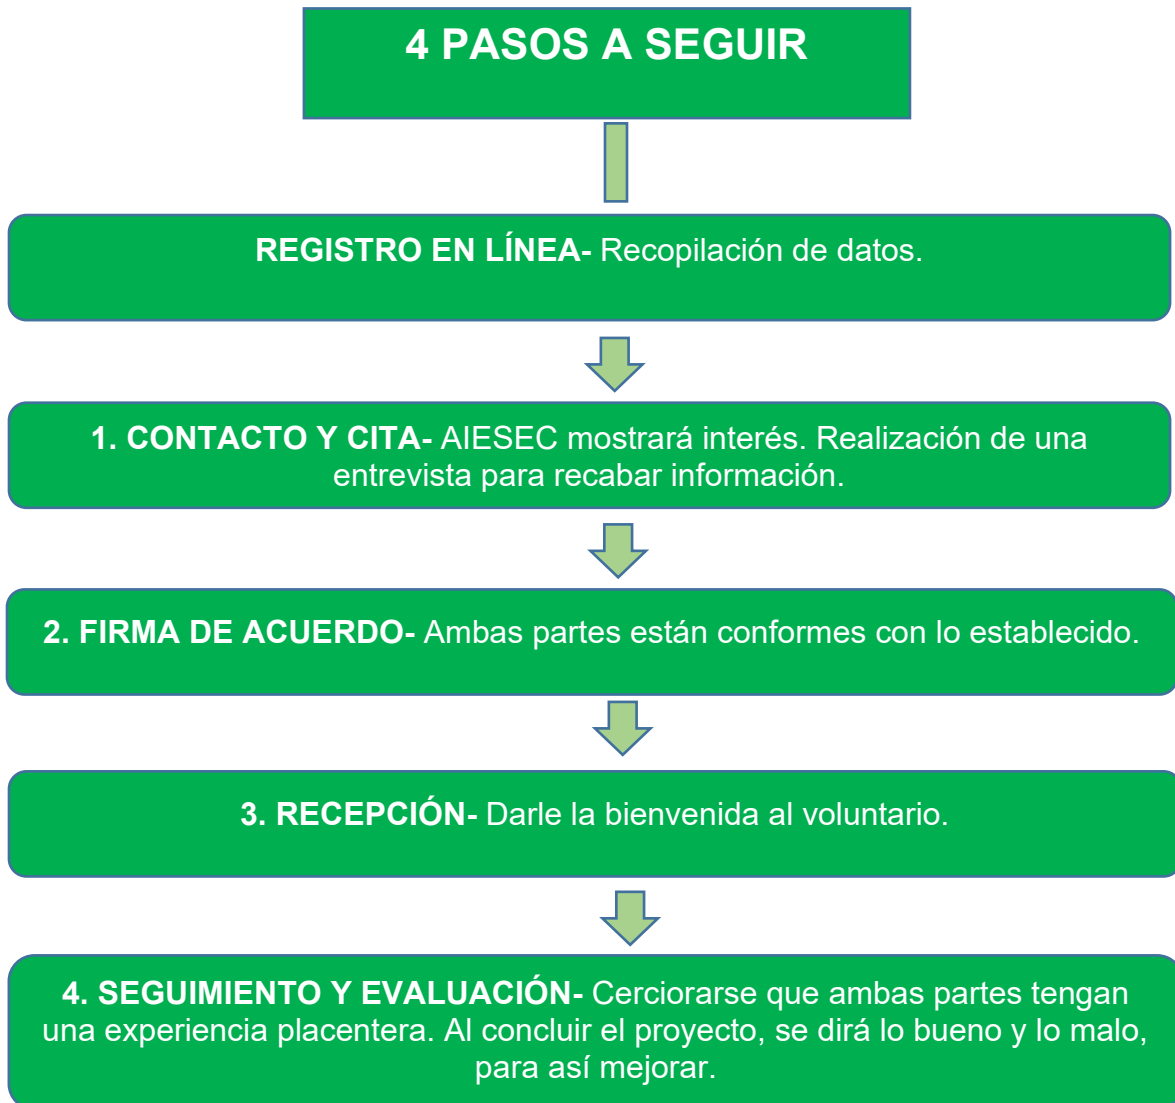 4 PASOS A SEGUIR
REGISTRO EN LÍNEA- Recopilación de datos.
1. CONTACTO Y CITA- AIESEC mostrará interés. Realización de una
entrevista para recabar información.
2. FIRMA DE ACUERDO- Ambas partes están conformes con lo establecido.
3. RECEPCIÓN- Darle la bienvenida al voluntario.
4. SEGUIMIENTO Y EVALUACIÓN- Cerciorarse que ambas partes tengan
una experiencia placentera. Al concluir el proyecto, se dirá lo bueno y lo malo,
para así mejorar.